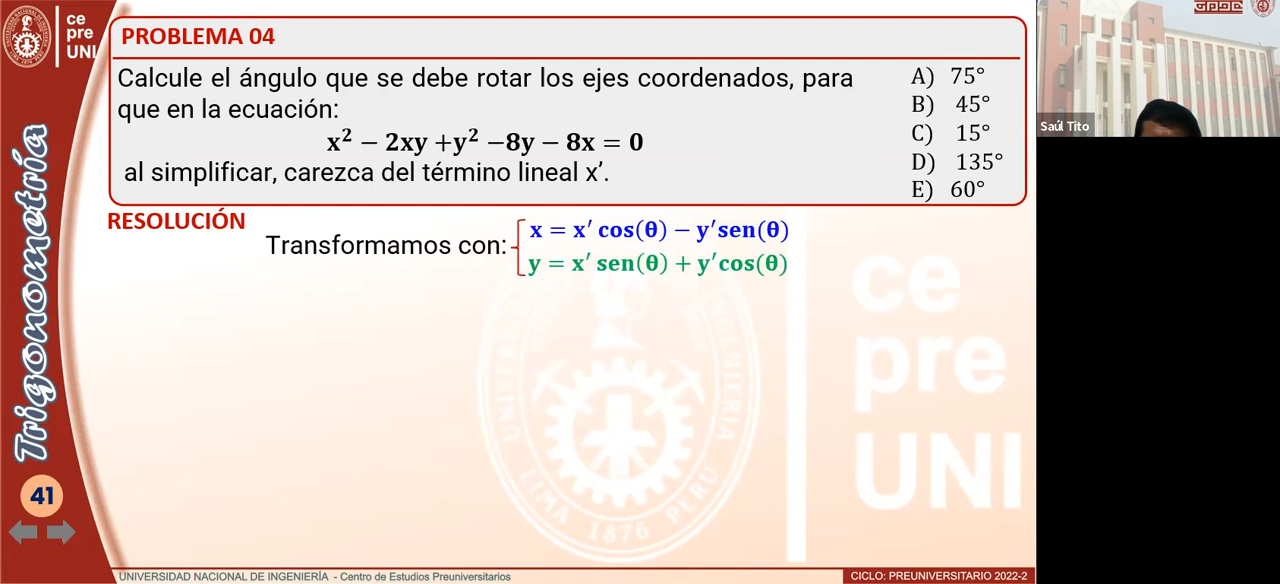 ce
pre
UNI
PROBLEMA 04
Calcule el ángulo que se debe rotar los ejes coordenados, para
que en la ecuación:
x² − 2xy +y² −8y − 8x = 0
al simplificar, carezca del término lineal x’.
A) 75°
B) 45°
C) 15°
D) 135°
E) 60°
Saúl Tito
RESOLUCIÓN
Transformamos con:
x = x′ cos(θ) − y′sen(θ)
y = x′ sen(θ) + y′cos(θ)
Trigonometría
41
ce
pre
UNI
LIMA 1876 PERU
UNIVERSIDAD NACIONAL DE INGENIERÍA - Centro de Estudios Preuniversitarios
CICLO: PREUNIVERSITARIO 2022-2